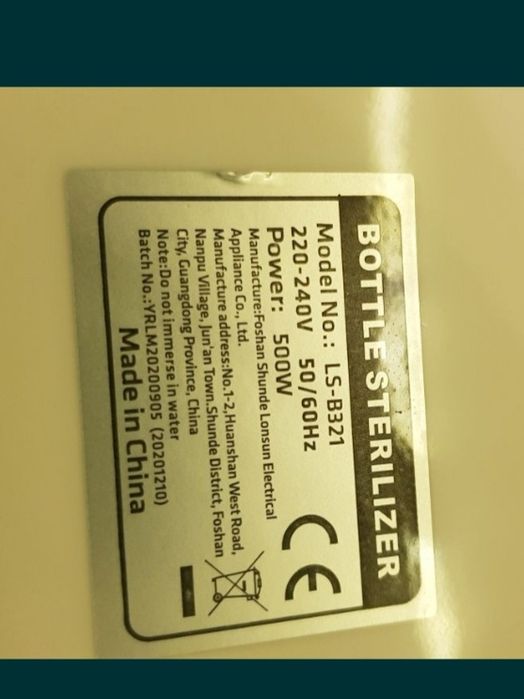 BOTTLE STERILIZER
Model No.: LS-B321
220-240V 50/60Hz
Power: 500W
Manufacture:Foshan Shunde Lonsun Electrical
Appliance Co., Ltd.
Manufacture address:No.1-2,Huanshan West Road,
Nanpu Village, Jun'an Town.Shunde District, Foshan
City, Guangdong Province, China
Note:Do not immerse in water
Batch No.:YRLM20200905 (20201210)
Made in China
CE